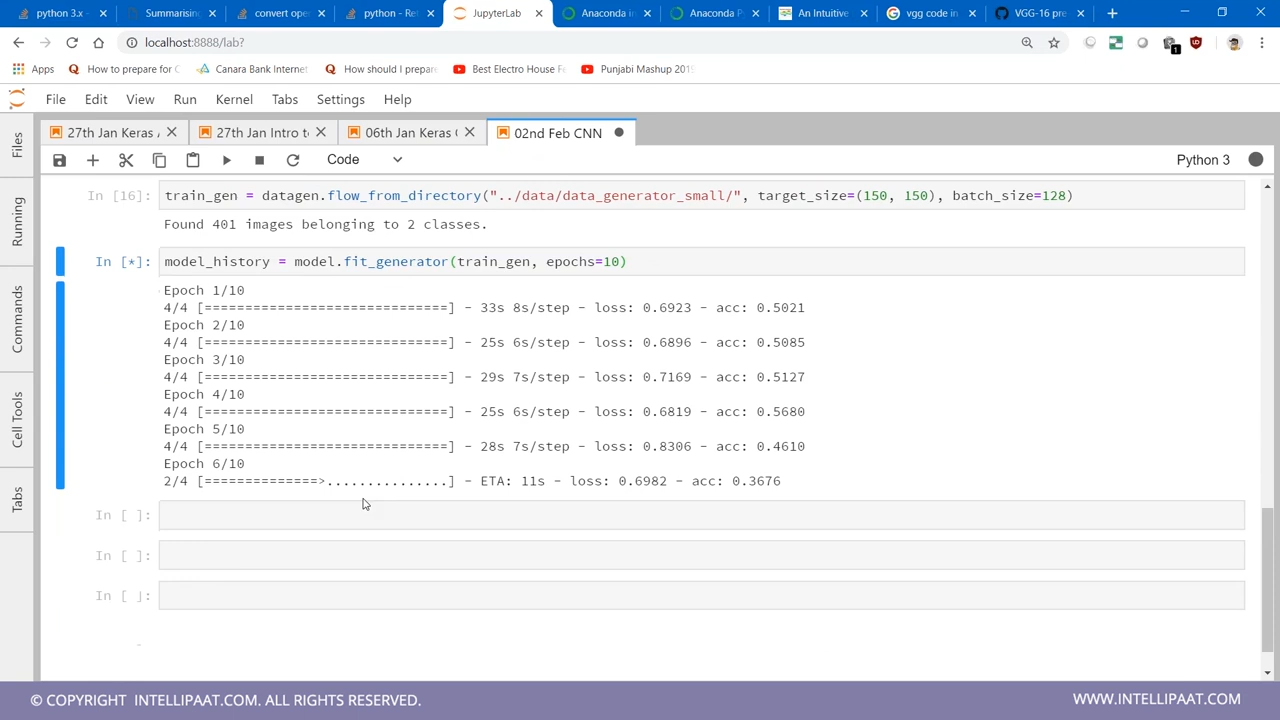 python 3.x -
Summarising
convert ope
python - Ret
JupyterLab
Anaconda in
Anaconda Py
An Intuitive
vgg code in
VGG-16 pre
localhost:8888/lab?
Apps
How to prepare for C
Canara Bank Internet
How should I prepare
Best Electro House Fe
Punjabi Mashup 2019
File Edit View Run Kernel Tabs Settings Help
27th Jan Keras
27th Jan Intro t
06th Jan Keras
02nd Feb CNN
Code
Python 3
Files
Running
Commands
Cell Tools
Tabs
In [16]: train_gen = datagen.flow_from_directory("../data/data_generator_small/", target_size=(150, 150), batch_size=128)
Found 401 images belonging to 2 classes.
In [*]: model_history = model.fit_generator(train_gen, epochs=10)
Epoch 1/10
4/4 [==============================] - 33s 8s/step - loss: 0.6923 - acc: 0.5021
Epoch 2/10
4/4 [==============================] - 25s 6s/step - loss: 0.6896 - acc: 0.5085
Epoch 3/10
4/4 [==============================] - 29s 7s/step - loss: 0.7169 - acc: 0.5127
Epoch 4/10
4/4 [==============================] - 25s 6s/step - loss: 0.6819 - acc: 0.5680
Epoch 5/10
4/4 [==============================] - 28s 7s/step - loss: 0.8306 - acc: 0.4610
Epoch 6/10
2/4 [==============>...............] - ETA: 11s - loss: 0.6982 - acc: 0.3676
In [ ]:
In [ ]:
In [ ]:
© COPYRIGHT INTELLIPAAT.COM. ALL RIGHTS RESERVED.
WWW.INTELLIPAAT.COM